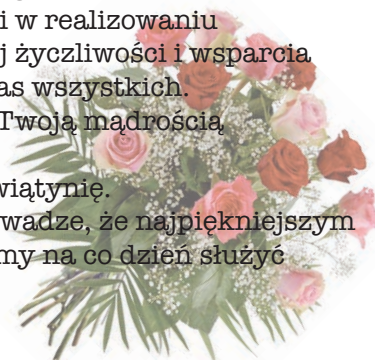 i w realizowaniu
j życzliwości i wsparcia
as wszystkich.
Twoją mądrością
wiątynię.
wadze, że najpiękniejszym
my na co dzień służyć